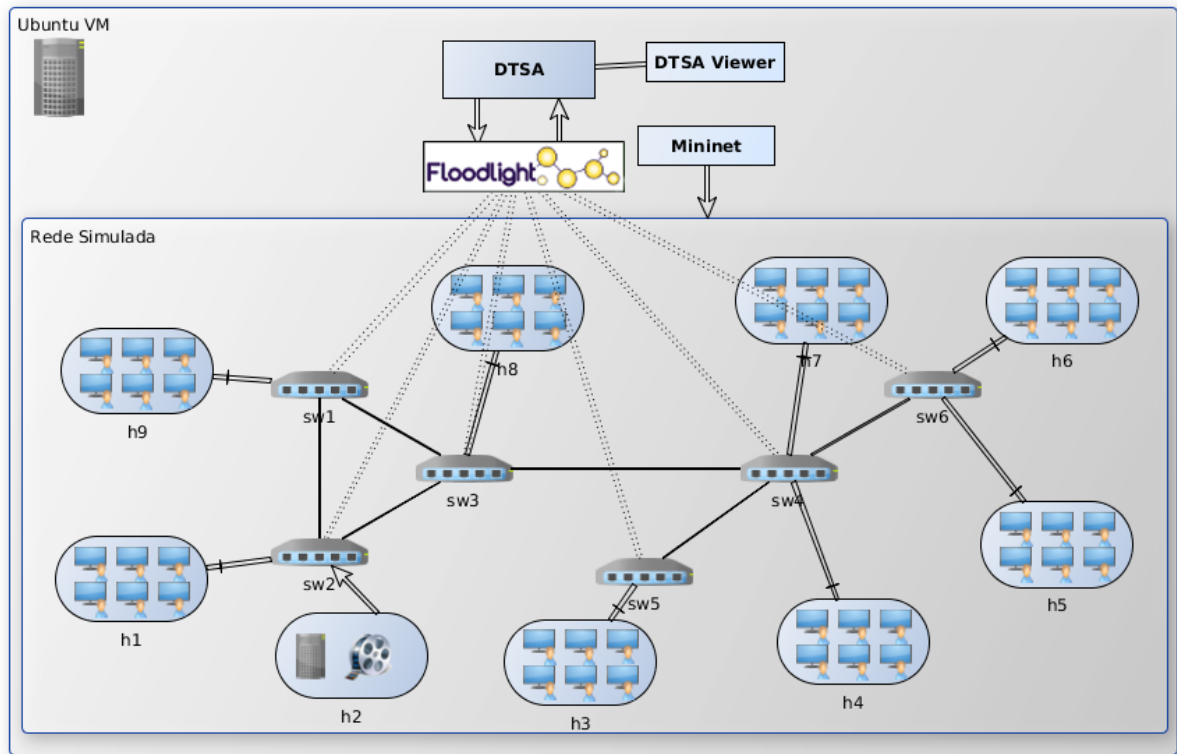 Ubuntu VM
DTSA
DTSA Viewer
Floodlight
Mininet
Rede Simulada
h8
h7
h6
h9
sw1
sw6
sw3
sw4
h1
sw2
sw5
h5
h2
h3
h4